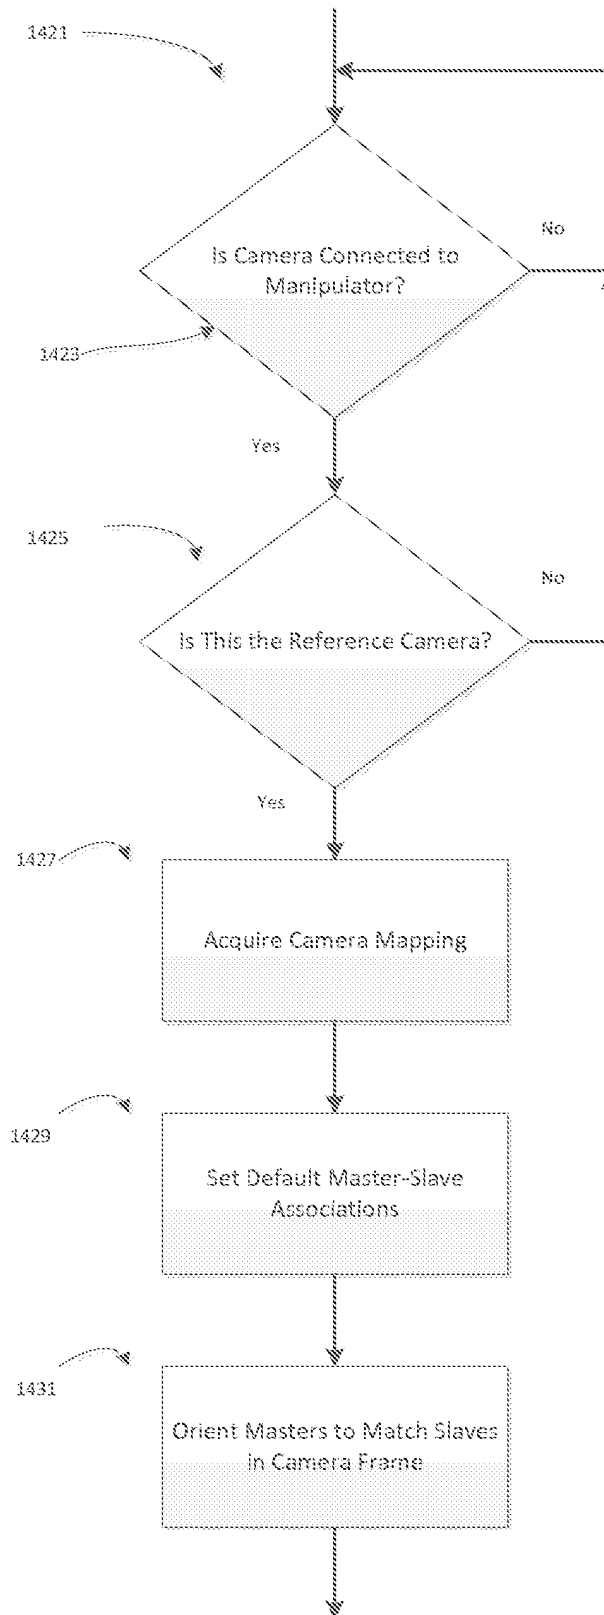 1421
Is Camera Connected to
Manipulator?
No
1423
Yes
1425
No
Is This the Reference Camera?
Yes
1427
Acquire Camera Mapping
1429
Set Default Master-Slave
Associations
1431
Orient Masters to Match Slaves
in Camera Frame